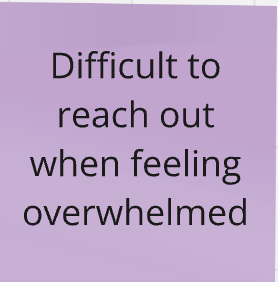 Difficult to
reach out
when feeling
overwhelmed